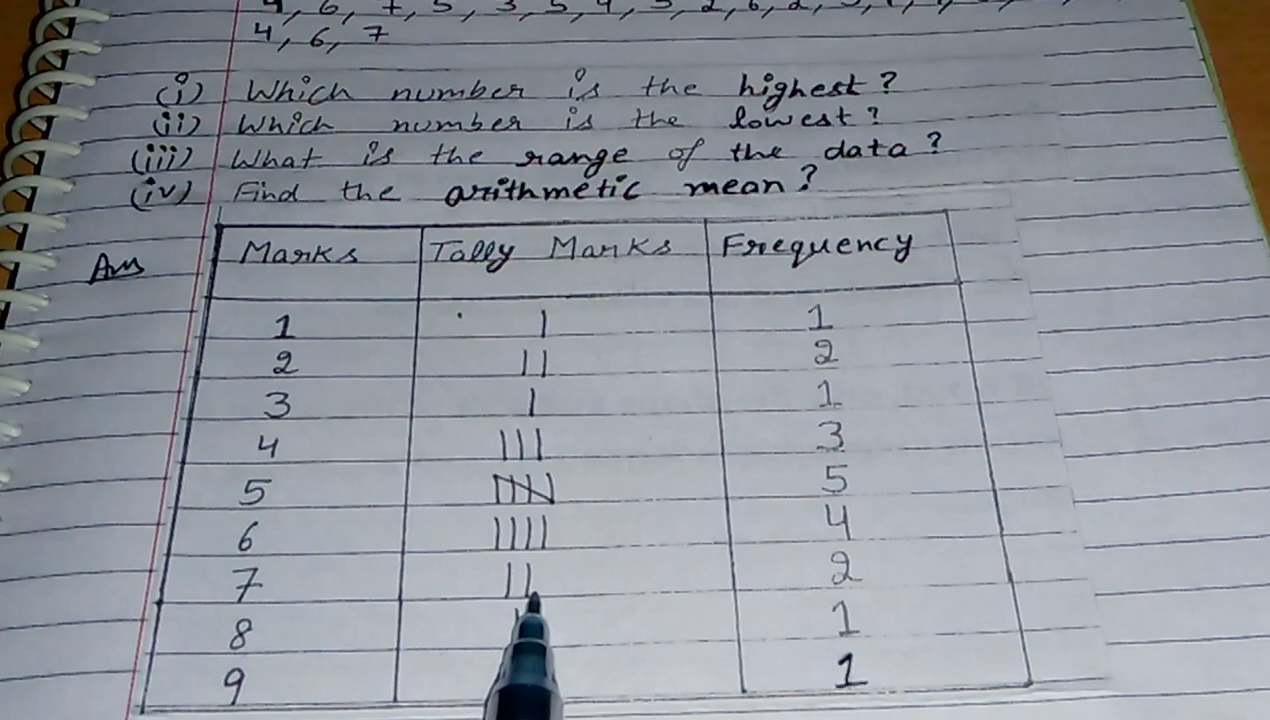 4, 6, 7
(i) Which number is the highest?
(ii) Which number is the lowest?
(iii) What is the range of the data?
(iv) Find the arithmetic mean?
Ans
Marks Tally Marks Frequency
1 | 1
2 || 2
3 | 1
4 ||| 3
5 𝍸 5
6 |||| 4
7 || 2
8 1
9 1